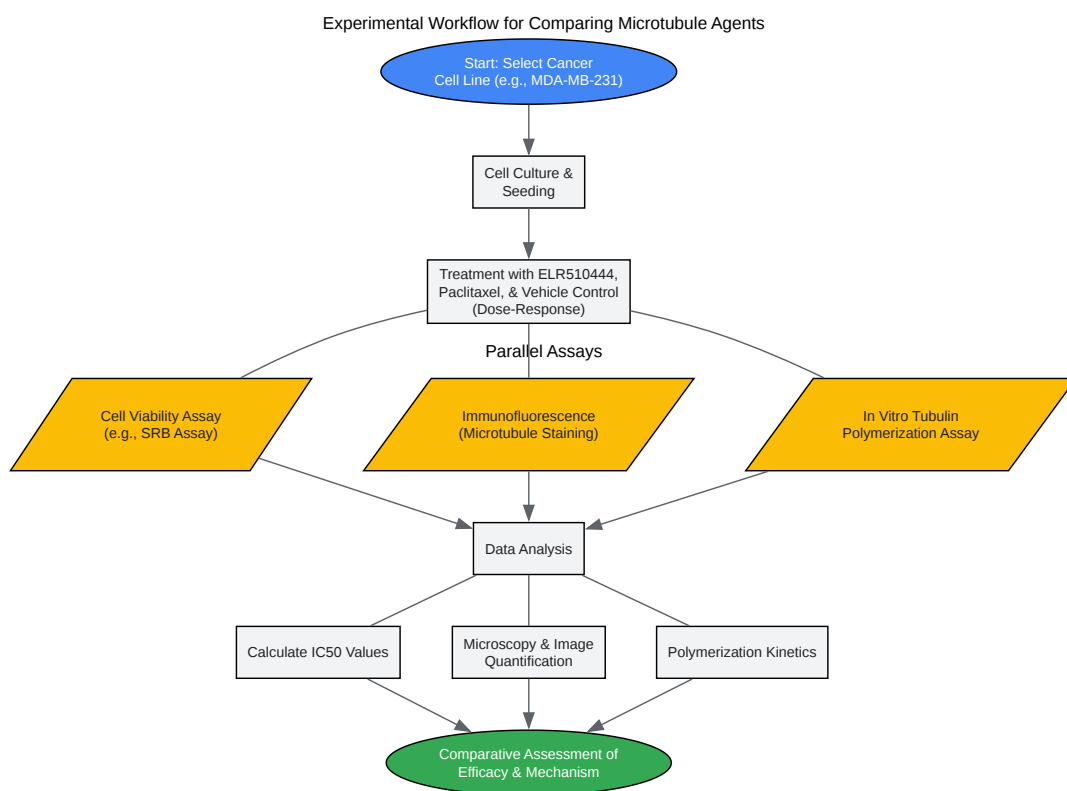 Experimental Workflow for Comparing Microtubule Agents
Start: Select Cancer
Cell Line (e.g., MDA-MB-231)
Cell Culture &
Seeding
Treatment with ELR510444,
Paclitaxel, & Vehicle Control
(Dose-Response)
Parallel Assays
Cell Viability Assay
(e.g., SRB Assay)
Immunofluorescence
(Microtubule Staining)
In Vitro Tubulin
Polymerization Assay
Data Analysis
Calculate IC50 Values
Microscopy & Image
Quantification
Polymerization Kinetics
Comparative Assessment of
Efficacy & Mechanism